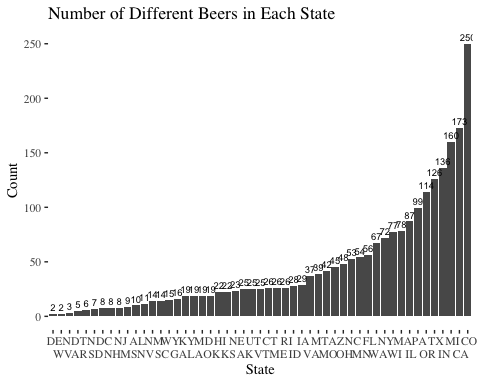 Number of Different Beers in Each State
Count
250
200
150
100
50
0
2 2 3 5 6 7 8 8 8 9 10 11 14 14 15 16 19 19 19 19 22 22 23 25 25 25 26 26 26 28 29 37 39 42 45 48 53 54 56 67 72 77 78 87 99 114 126 136 160 173 250
DE ND TN DC NJ AL NM WY KY MD HI NE UT CT RI IA MT AZ NC FL NY MA PA TX MI CO
WV AR SD NH MS NV SC GA LA OK KS AK VT ME ID VA MO OH MN WA WI IL OR IN CA
State